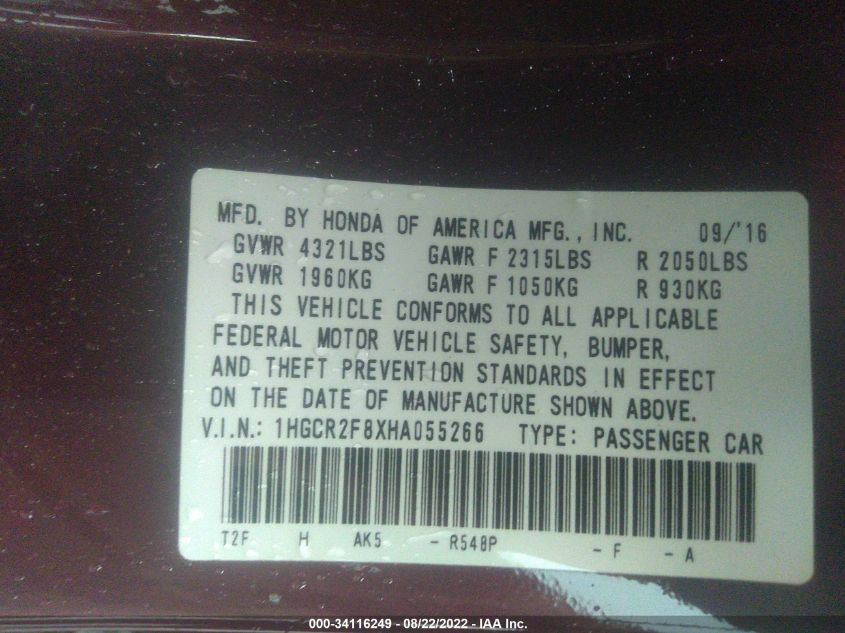 MFD. BY HONDA OF AMERICA MFG., INC. 09/'16
GVWR 4321LBS GAWR F 2315LBS R 2050LBS
GVWR 1960KG GAWR F 1050KG R 930KG
THIS VEHICLE CONFORMS TO ALL APPLICABLE
FEDERAL MOTOR VEHICLE SAFETY, BUMPER,
AND THEFT PREVENTION STANDARDS IN EFFECT
ON THE DATE OF MANUFACTURE SHOWN ABOVE.
V.I.N.: 1HGCR2F8XHA055266 TYPE: PASSENGER CAR
T2F H AK5 - R548P - F - A
000-34116249 - 08/22/2022 - IAA Inc.